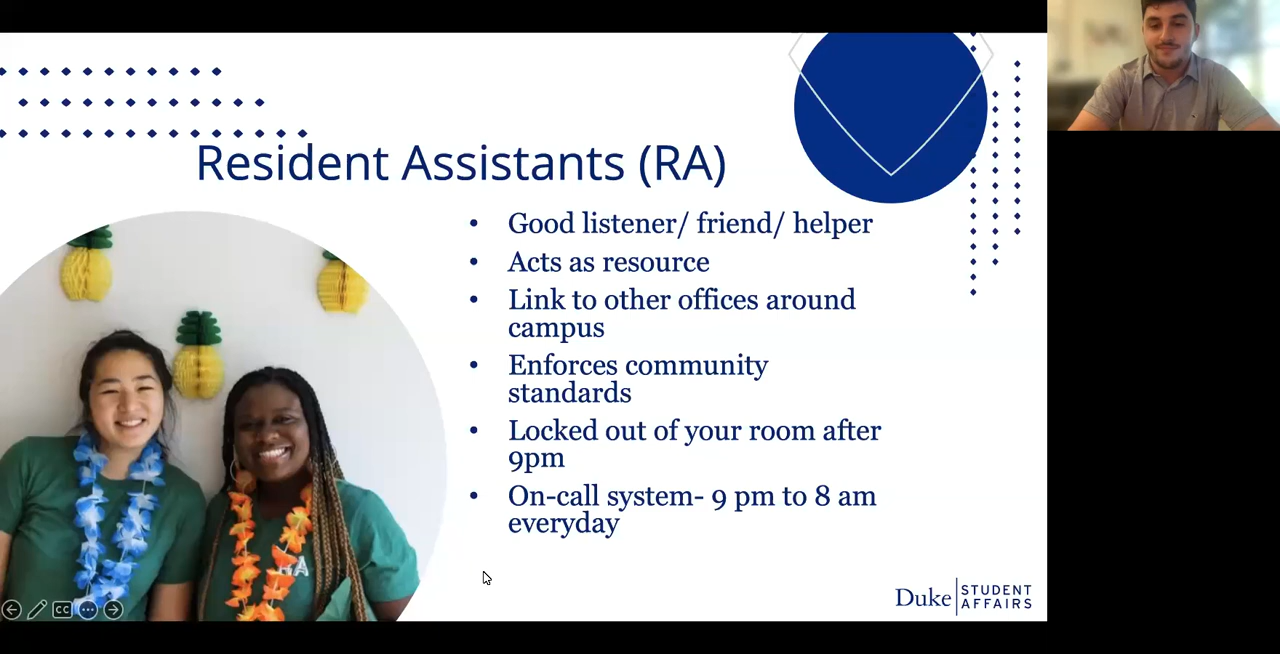 Resident Assistants (RA)
• Good listener/ friend/ helper
• Acts as resource
• Link to other offices around
campus
• Enforces community
standards
• Locked out of your room after
9pm
• On-call system- 9 pm to 8 am
everyday
RA
CC
Duke STUDENT
AFFAIRS